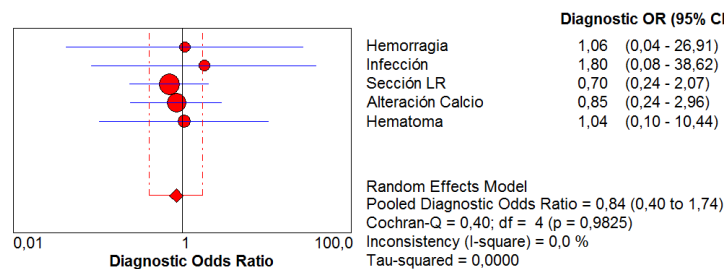 Diagnostic OR (95% CI
Hemorragia 1,06 (0,04 - 26,91)
Infección 1,80 (0,08 - 38,62)
Sección LR 0,70 (0,24 - 2,07)
Alteración Calcio 0,85 (0,24 - 2,96)
Hematoma 1,04 (0,10 - 10,44)
Random Effects Model
Pooled Diagnostic Odds Ratio = 0,84 (0,40 to 1,74)
Cochran-Q = 0,40; df = 4 (p = 0,9825)
Inconsistency (I-square) = 0,0 %
Tau-squared = 0,0000
0,01 1 100,0
Diagnostic Odds Ratio